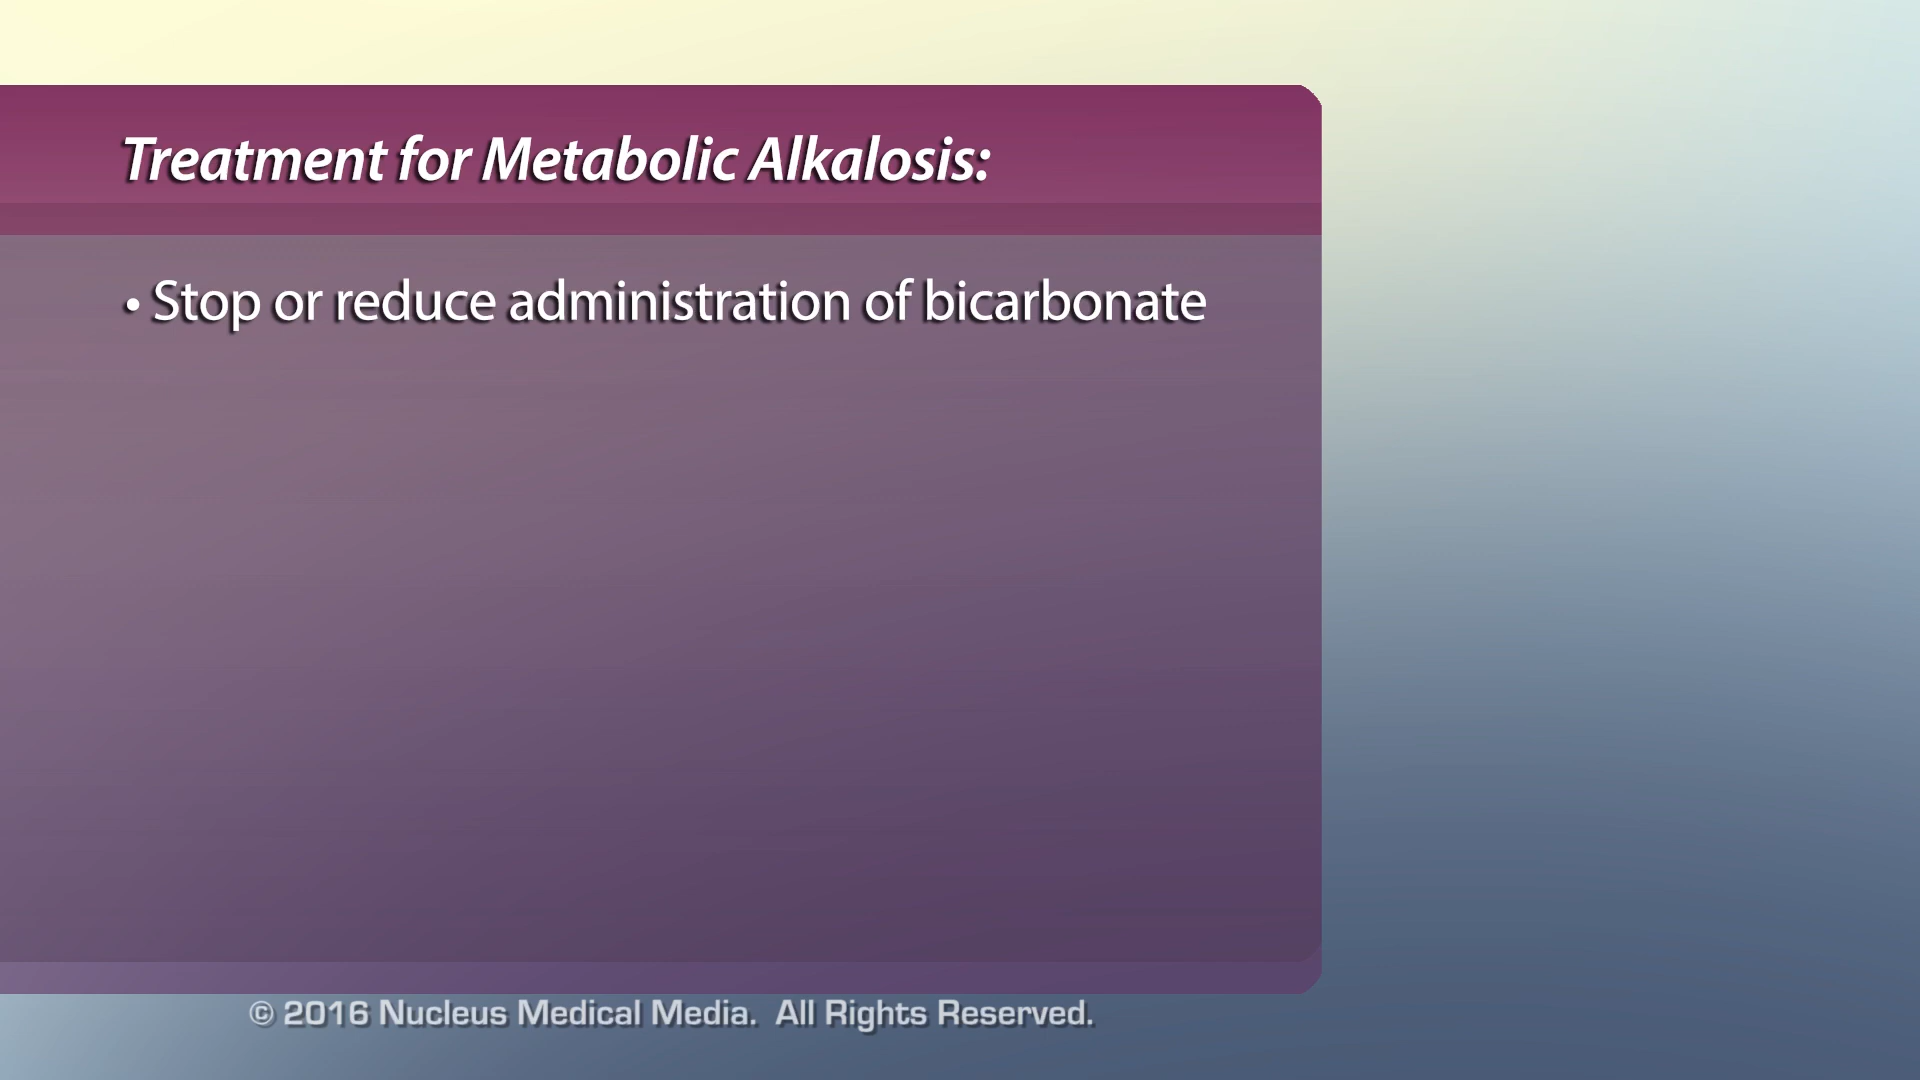 Treatment for Metabolic Alkalosis:
• Stop or reduce administration of bicarbonate
© 2016 Nucleus Medical Media.  All Rights Reserved.